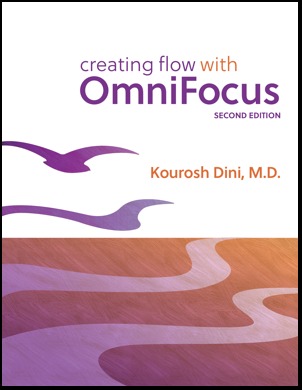 creating flow with
OmniFocus
SECOND EDITION
Kourosh Dini, M.D.